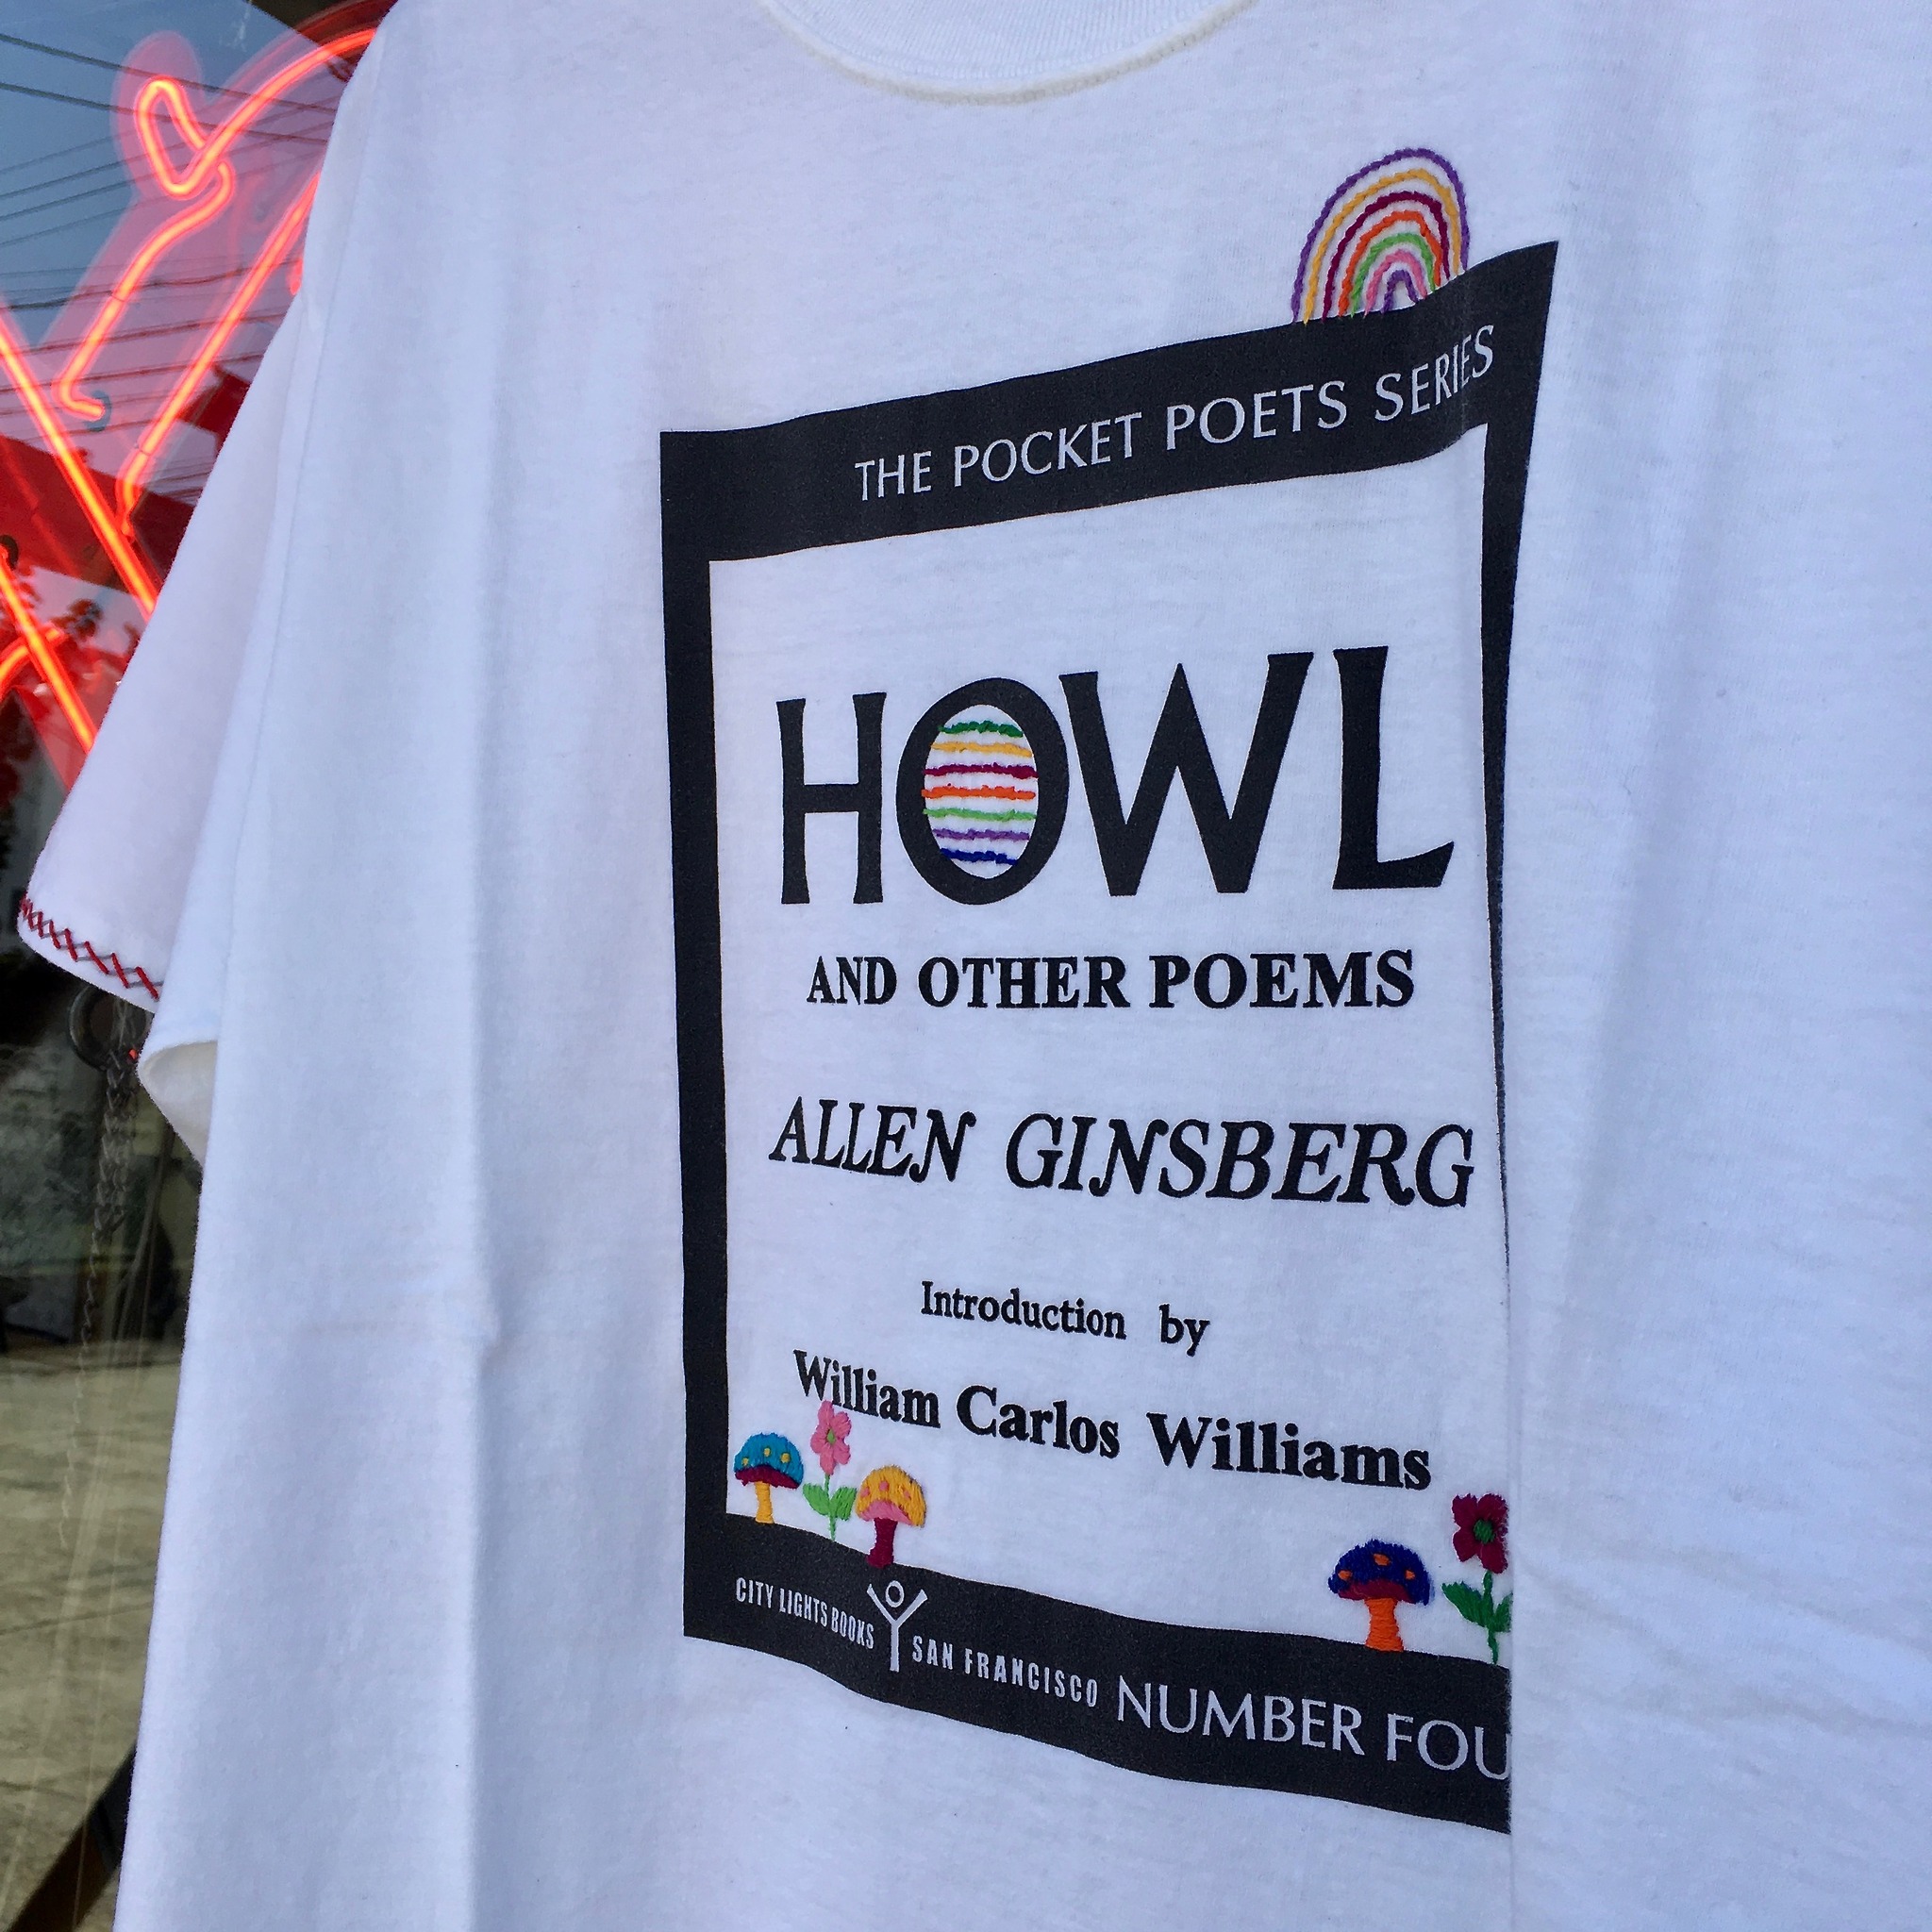 THE POCKET POETS SERIES
HOWL
AND OTHER POEMS
ALLEN GINSBERG
Introduction by
William Carlos Williams
CITY LIGHTS BOOKS SAN FRANCISCO NUMBER FOU